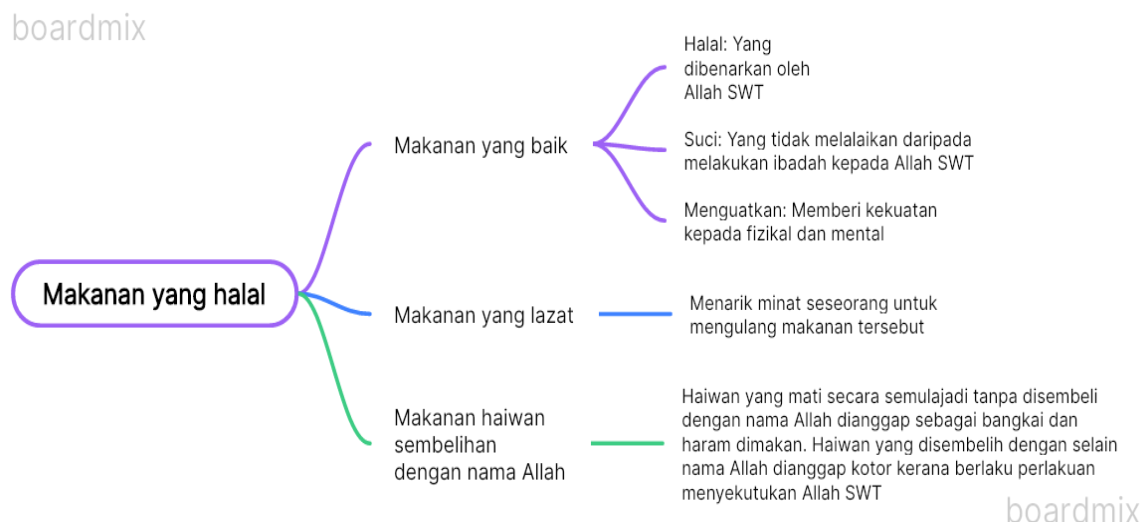 boardmix
Halal: Yang
dibenarkan oleh
Allah SWT
Makanan yang baik
Suci: Yang tidak melalaikan daripada
melakukan ibadah kepada Allah SWT
Menguatkan: Memberi kekuatan
kepada fizikal dan mental
Makanan yang halal
Makanan yang lazat
Menarik minat seseorang untuk
mengulang makanan tersebut
Makanan haiwan
sembelihan
dengan nama Allah
Haiwan yang mati secara semulajadi tanpa disembeli
dengan nama Allah dianggap sebagai bangkai dan
haram dimakan. Haiwan yang disembelih dengan selain
nama Allah dianggap kotor kerana berlaku perlakuan
menyekutukan Allah SWT
boardmix